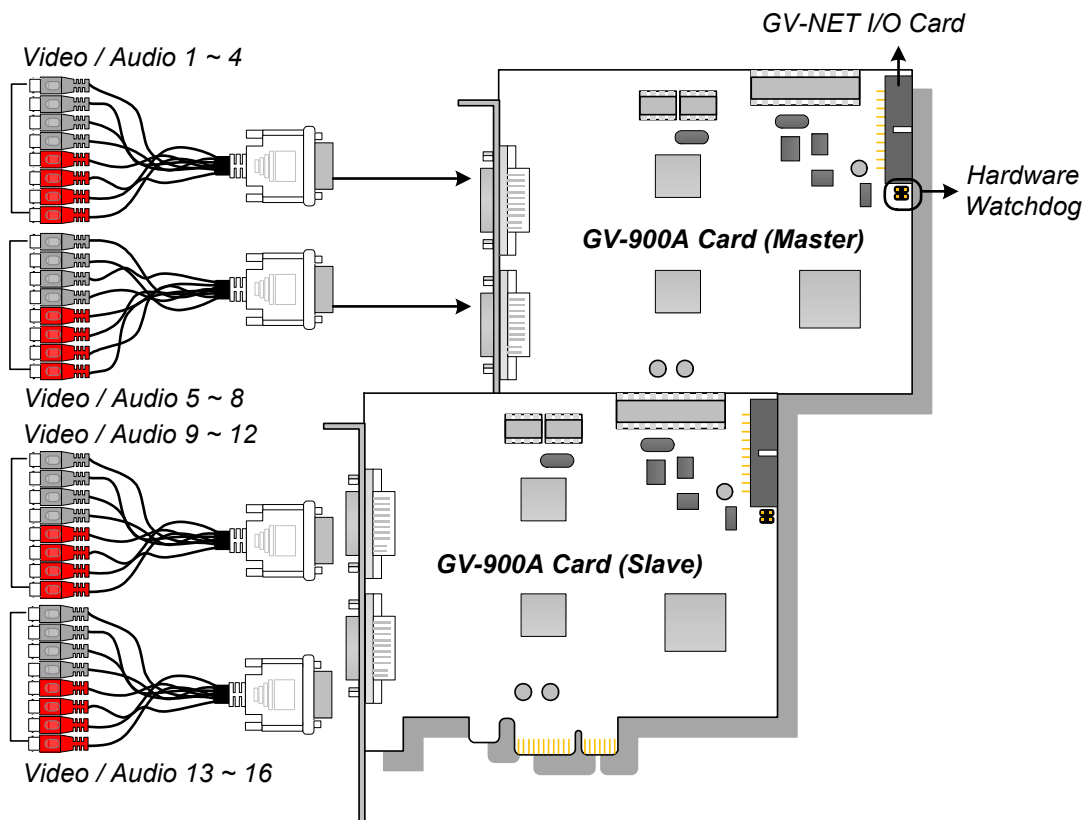 GV-NET I/O Card
Video / Audio 1 ~ 4
Hardware
Watchdog
GV-900A Card (Master)
Video / Audio 5 ~ 8
Video / Audio 9 ~ 12
GV-900A Card (Slave)
Video / Audio 13 ~ 16